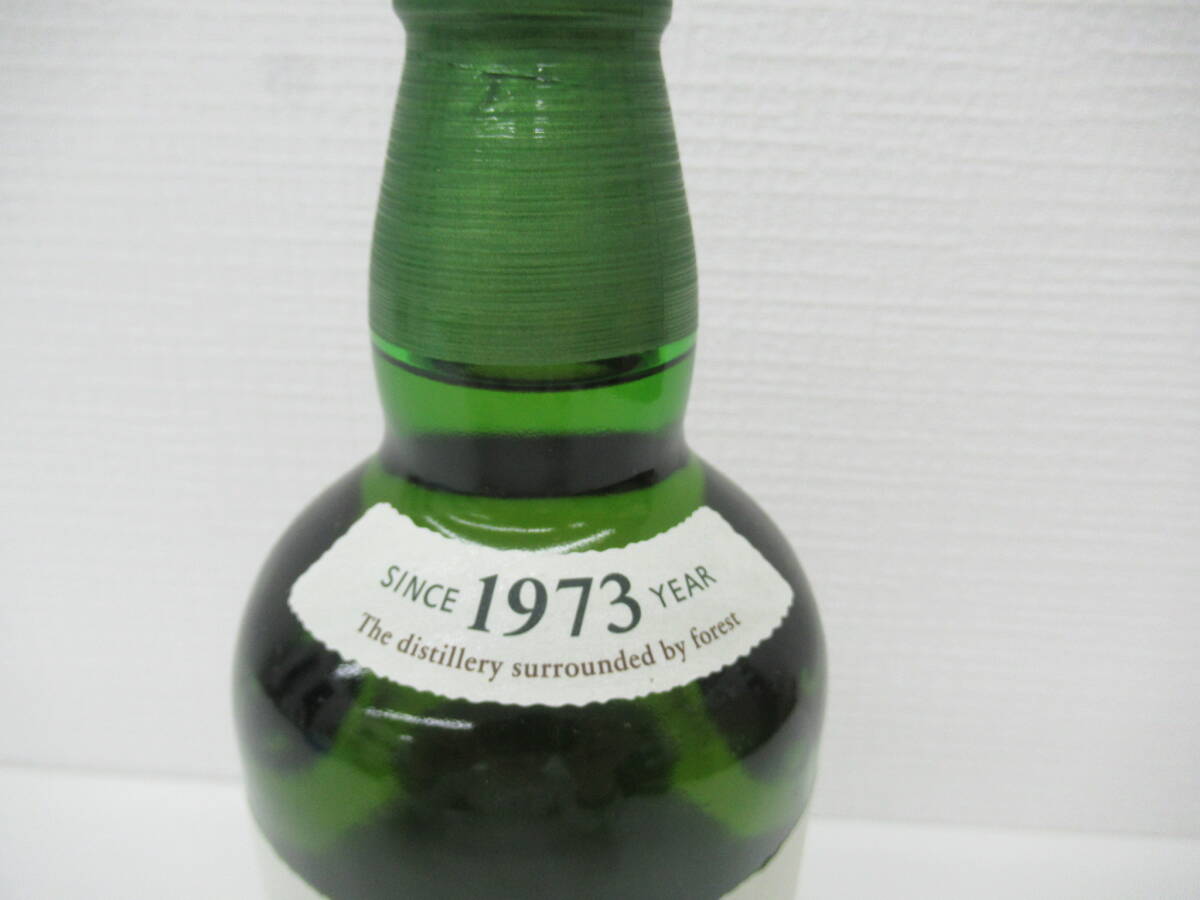 SINCE 1973 YEAR
The distillery surrounded by forest